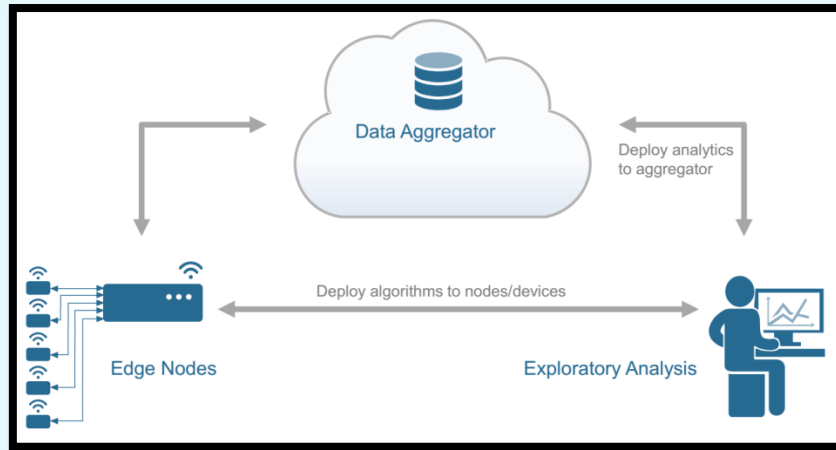 Data Aggregator
Deploy analytics
to aggregator
Deploy algorithms to nodes/devices
Edge Nodes
Exploratory Analysis